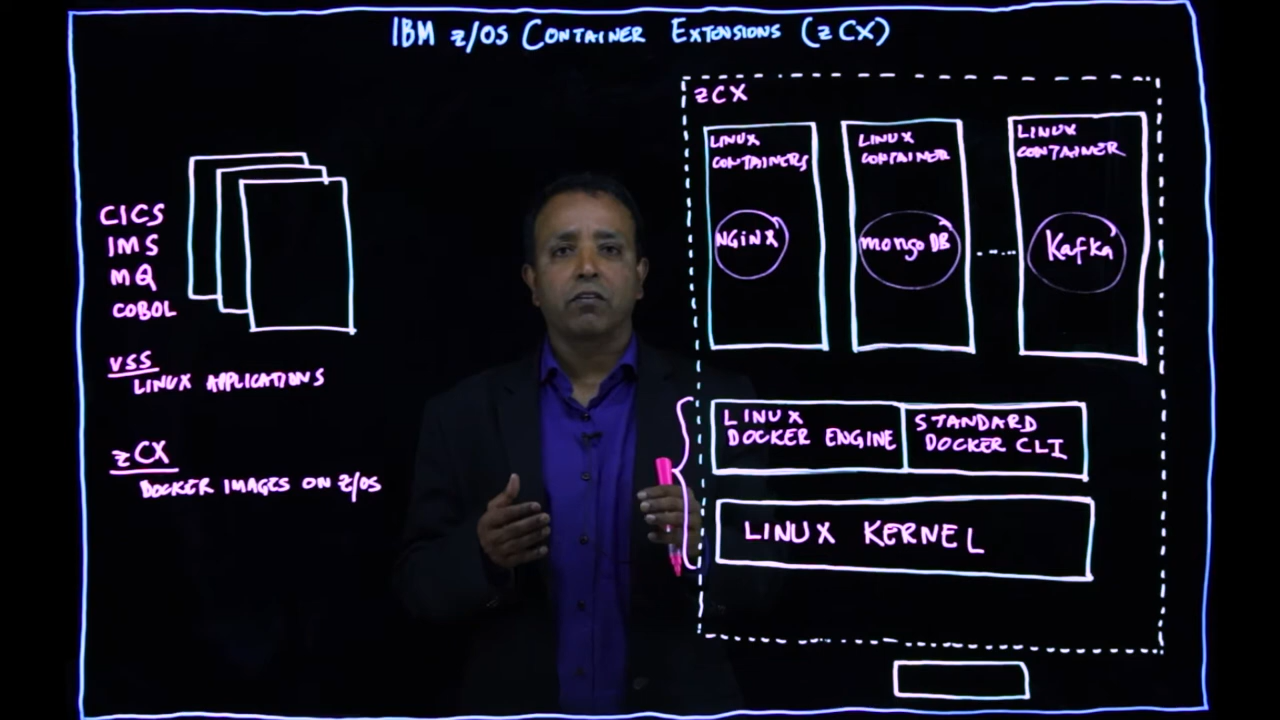 IBM z/OS CONTAINER EXTENSIONS (zCX)
CICS
IMS
MQ
COBOL
VSS
LINUX APPLICATIONS
zCX
DOCKER IMAGES ON z/OS
zCX
LINUX
CONTAINERS
NGiNX
LINUX
CONTAINER
mongoDB
LINUX
CONTAINER
Kafka
LINUX
DOCKER ENGINE
STANDARD
DOCKER CLI
LINUX KERNEL